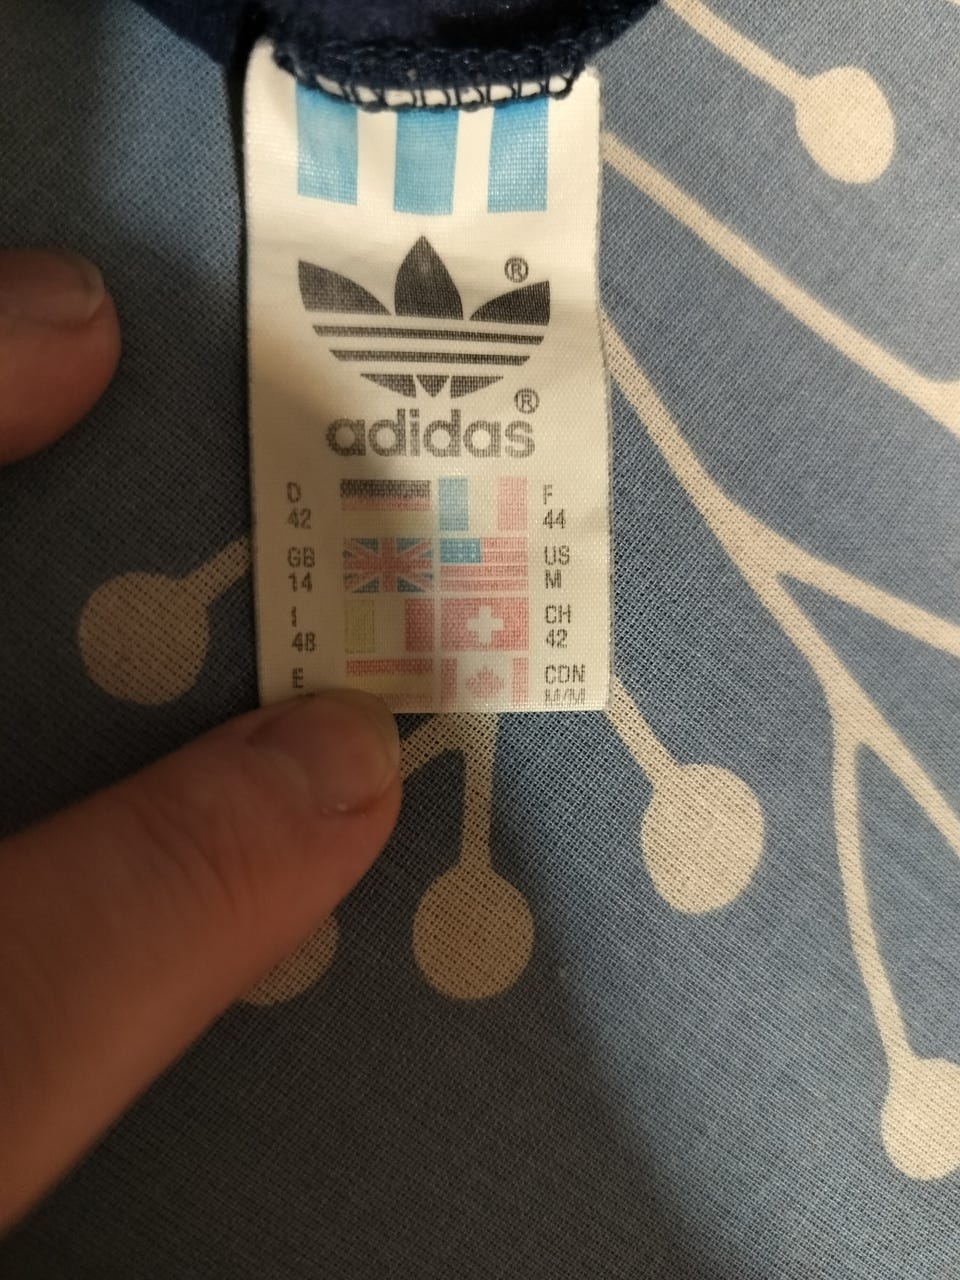 ®
®
adidas
D F
42 44
GB US
14 M
I CH
48 42
E CDN
M/M